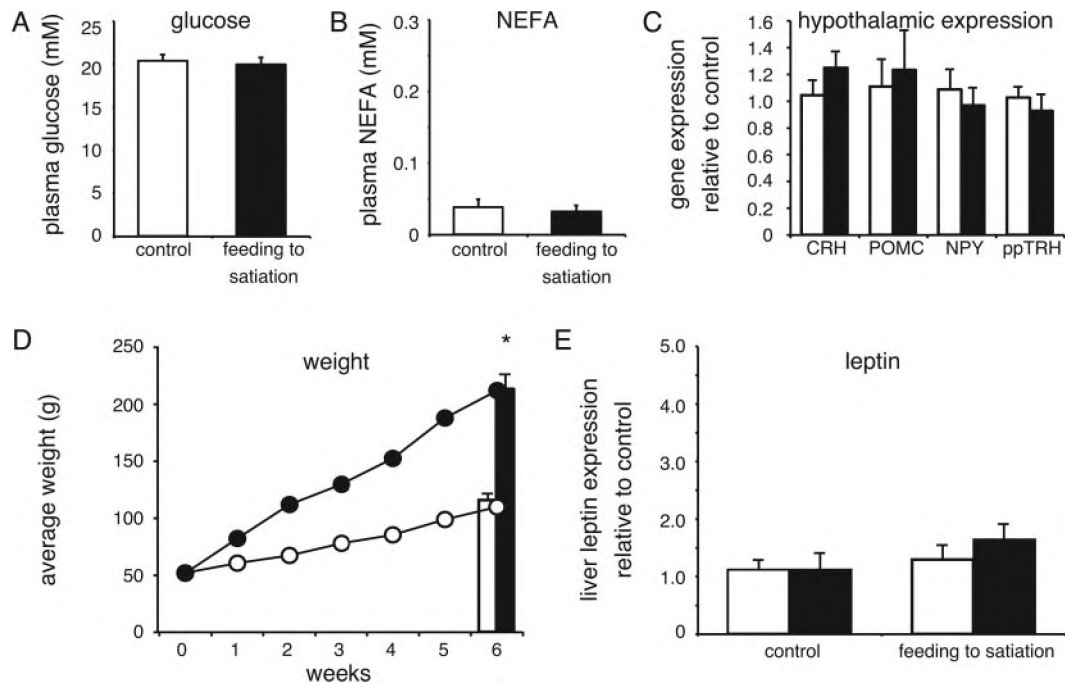 A
glucose
plasma glucose (mM)
25
20
15
10
5
0
control
feeding to
satiation
B
NEFA
plasma NEFA (mM)
0.3
0.2
0.1
0
control
feeding to
satiation
C
hypothalamic expression
gene expression
relative to control
1.6
1.4
1.2
1.0
0.8
0.6
0.4
0.2
0
CRH
POMC
NPY
ppTRH
D
weight
*
average weight (g)
250
200
150
100
50
0
0
1
2
3
4
5
6
weeks
E
leptin
liver leptin expression
relative to control
5.0
4.0
3.0
2.0
1.0
0.0
control
feeding to satiation